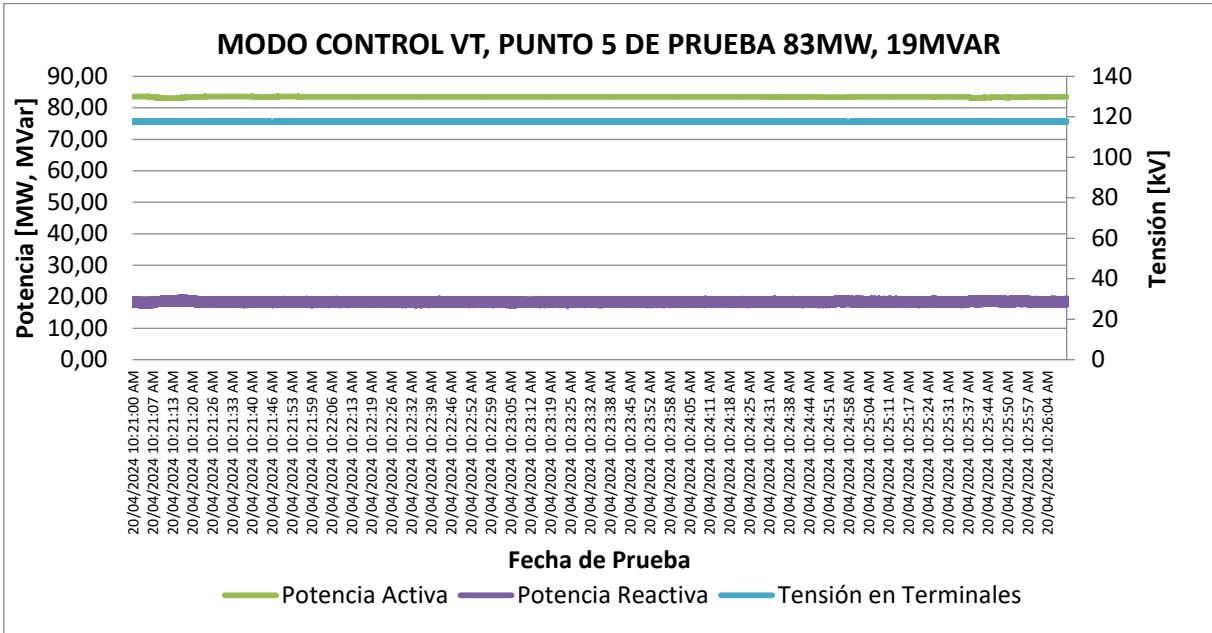 MODO CONTROL VT, PUNTO 5 DE PRUEBA 83MW, 19MVAR
Potencia [MW, MVar]
90,00
80,00
70,00
60,00
50,00
40,00
30,00
20,00
10,00
0,00
140
120
100
80
60
40
20
0
Tensión [kV]
20/04/2024 10:21:00 AM
20/04/2024 10:21:07 AM
20/04/2024 10:21:13 AM
20/04/2024 10:21:20 AM
20/04/2024 10:21:26 AM
20/04/2024 10:21:33 AM
20/04/2024 10:21:40 AM
20/04/2024 10:21:46 AM
20/04/2024 10:21:53 AM
20/04/2024 10:21:59 AM
20/04/2024 10:22:06 AM
20/04/2024 10:22:13 AM
20/04/2024 10:22:19 AM
20/04/2024 10:22:26 AM
20/04/2024 10:22:32 AM
20/04/2024 10:22:39 AM
20/04/2024 10:22:46 AM
20/04/2024 10:22:52 AM
20/04/2024 10:22:59 AM
20/04/2024 10:23:05 AM
20/04/2024 10:23:12 AM
20/04/2024 10:23:19 AM
20/04/2024 10:23:25 AM
20/04/2024 10:23:32 AM
20/04/2024 10:23:38 AM
20/04/2024 10:23:45 AM
20/04/2024 10:23:52 AM
20/04/2024 10:23:58 AM
20/04/2024 10:24:05 AM
20/04/2024 10:24:11 AM
20/04/2024 10:24:18 AM
20/04/2024 10:24:25 AM
20/04/2024 10:24:31 AM
20/04/2024 10:24:38 AM
20/04/2024 10:24:44 AM
20/04/2024 10:24:51 AM
20/04/2024 10:24:58 AM
20/04/2024 10:25:04 AM
20/04/2024 10:25:11 AM
20/04/2024 10:25:17 AM
20/04/2024 10:25:24 AM
20/04/2024 10:25:31 AM
20/04/2024 10:25:37 AM
20/04/2024 10:25:44 AM
20/04/2024 10:25:50 AM
20/04/2024 10:25:57 AM
20/04/2024 10:26:04 AM
Fecha de Prueba
Potencia Activa
Potencia Reactiva
Tensión en Terminales